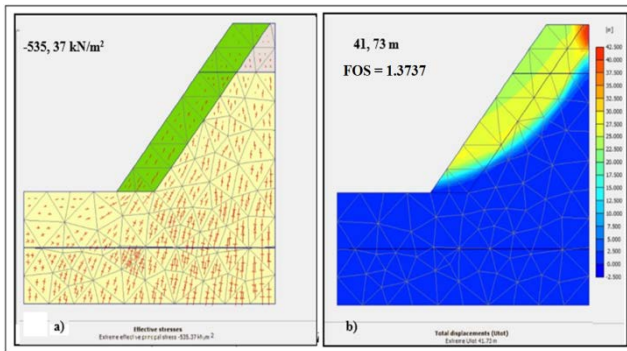 -535, 37 kN/m²
a)
Effective stresses
Extreme effective principal stress -535.37 kN/m²
41, 73 m
FOS = 1.3737
b)
Total displacements (Utot)
Extreme Utot 41.73 m
[m]
42.500
40.000
37.500
35.000
32.500
30.000
27.500
25.000
22.500
20.000
17.500
15.000
12.500
10.000
7.500
5.000
2.500
0.000
-2.500